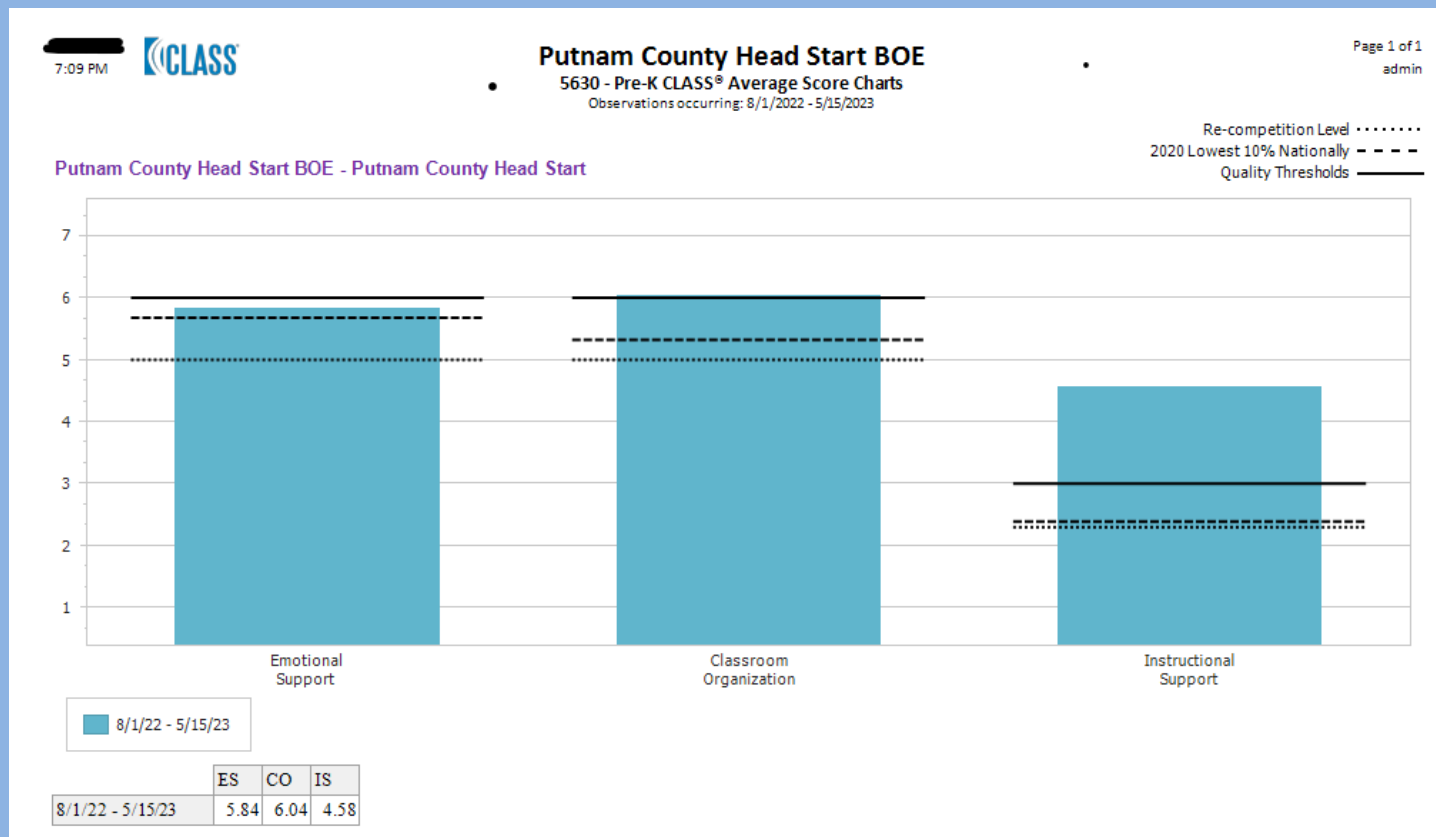 7:09 PM
CLASS®
Putnam County Head Start BOE
5630 - Pre-K CLASS® Average Score Charts
Observations occurring: 8/1/2022 - 5/15/2023
Page 1 of 1
admin
Re-competition Level
2020 Lowest 10% Nationally
Quality Thresholds
Putnam County Head Start BOE - Putnam County Head Start
7
6
5
4
3
2
1
Emotional
Support
Classroom
Organization
Instructional
Support
8/1/22 - 5/15/23
ES CO IS
8/1/22 - 5/15/23 5.84 6.04 4.58